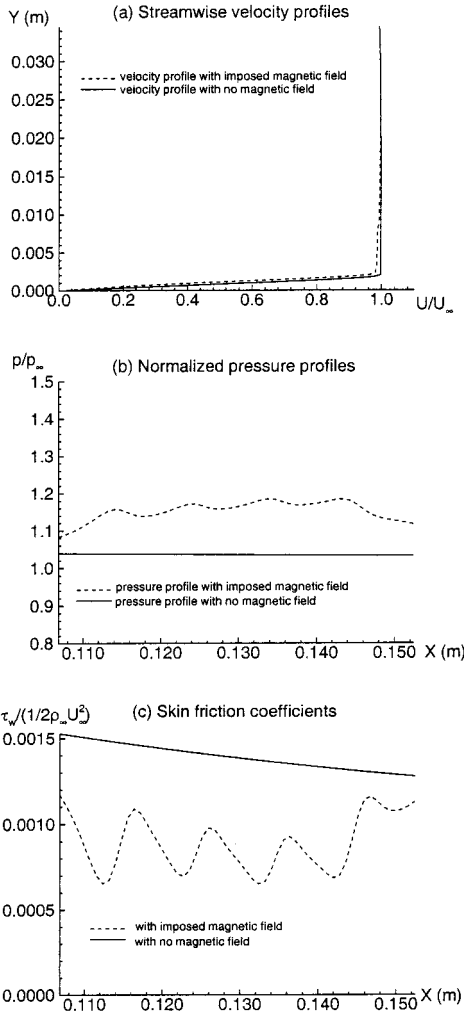 (a) Streamwise velocity profiles
Y (m)
0.030
velocity profile with imposed magnetic field
velocity profile with no magnetic field
0.025
0.020
0.015
0.010
0.005
0.000
0.0 0.2 0.4 0.6 0.8 1.0 U/U∞
p/p∞
(b) Normalized pressure profiles
1.5
1.4
1.3
1.2
1.1
1.0
pressure profile with imposed magnetic field
0.9
pressure profile with no magnetic field
0.8
0.110 0.120 0.130 0.140 0.150 X (m)
τw/(1/2ρ∞U∞²) (c) Skin friction coefficients
0.0015
0.0010
0.0005
with imposed magnetic field
with no magnetic field
0.0000
0.110 0.120 0.130 0.140 0.150 X (m)